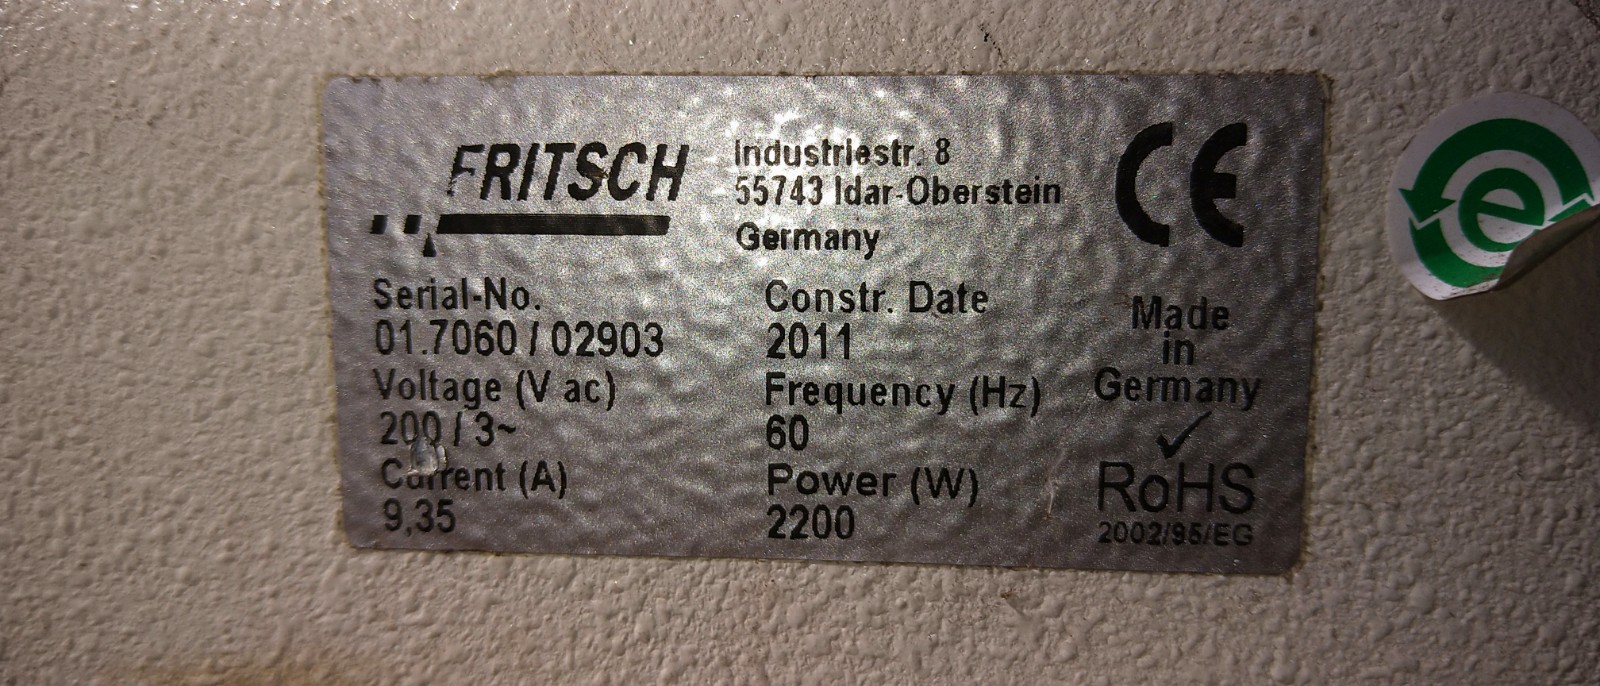 FRITSCH
Industriestr. 8
55743 Idar-Oberstein
Germany
CE
Serial-No.
01.7060 / 02903
Constr. Date
2011
Made
in
Germany
Voltage (V ac)
200 / 3~
Frequency (Hz)
60
Current (A)
9,35
Power (W)
2200
RoHS
2002/95/EG
e